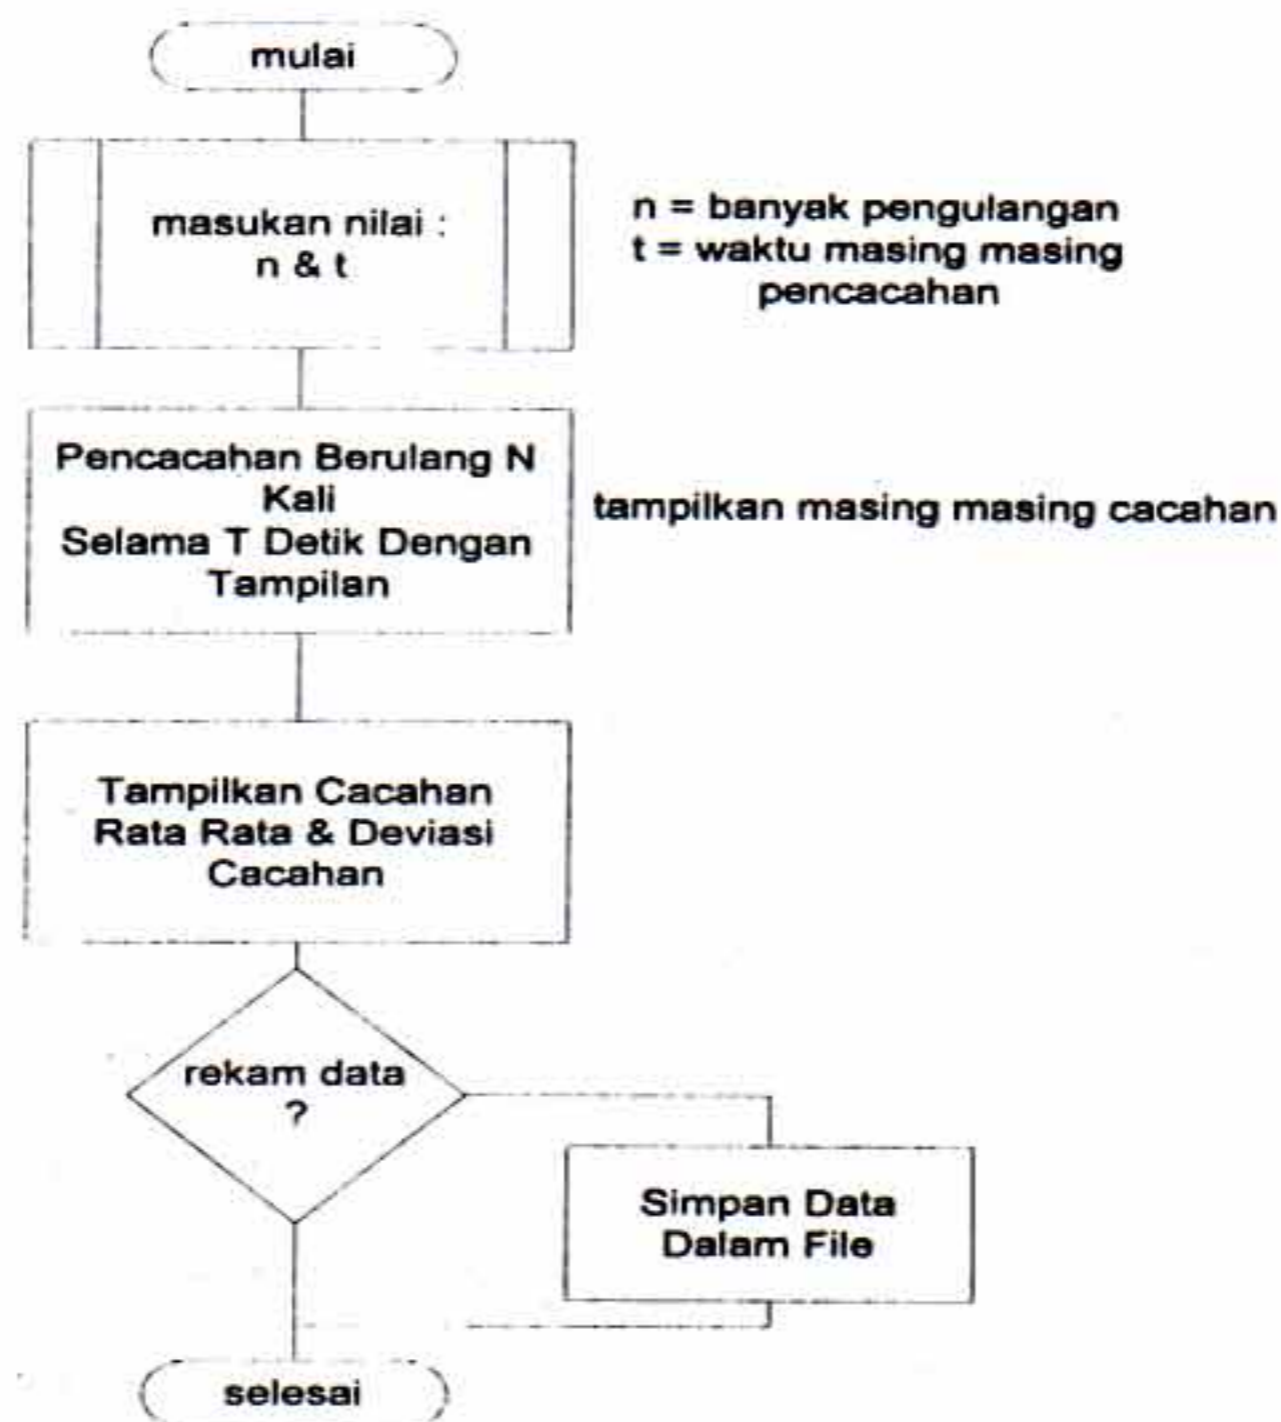 mulai
masukan nilai :
n & t
n = banyak pengulangan
t = waktu masing masing
pencacahan
Pencacahan Berulang N
Kali
Selama T Detik Dengan
Tampilan
tampilkan masing masing cacahan
Tampilkan Cacahan
Rata Rata & Deviasi
Cacahan
rekam data
?
Simpan Data
Dalam File
selesai